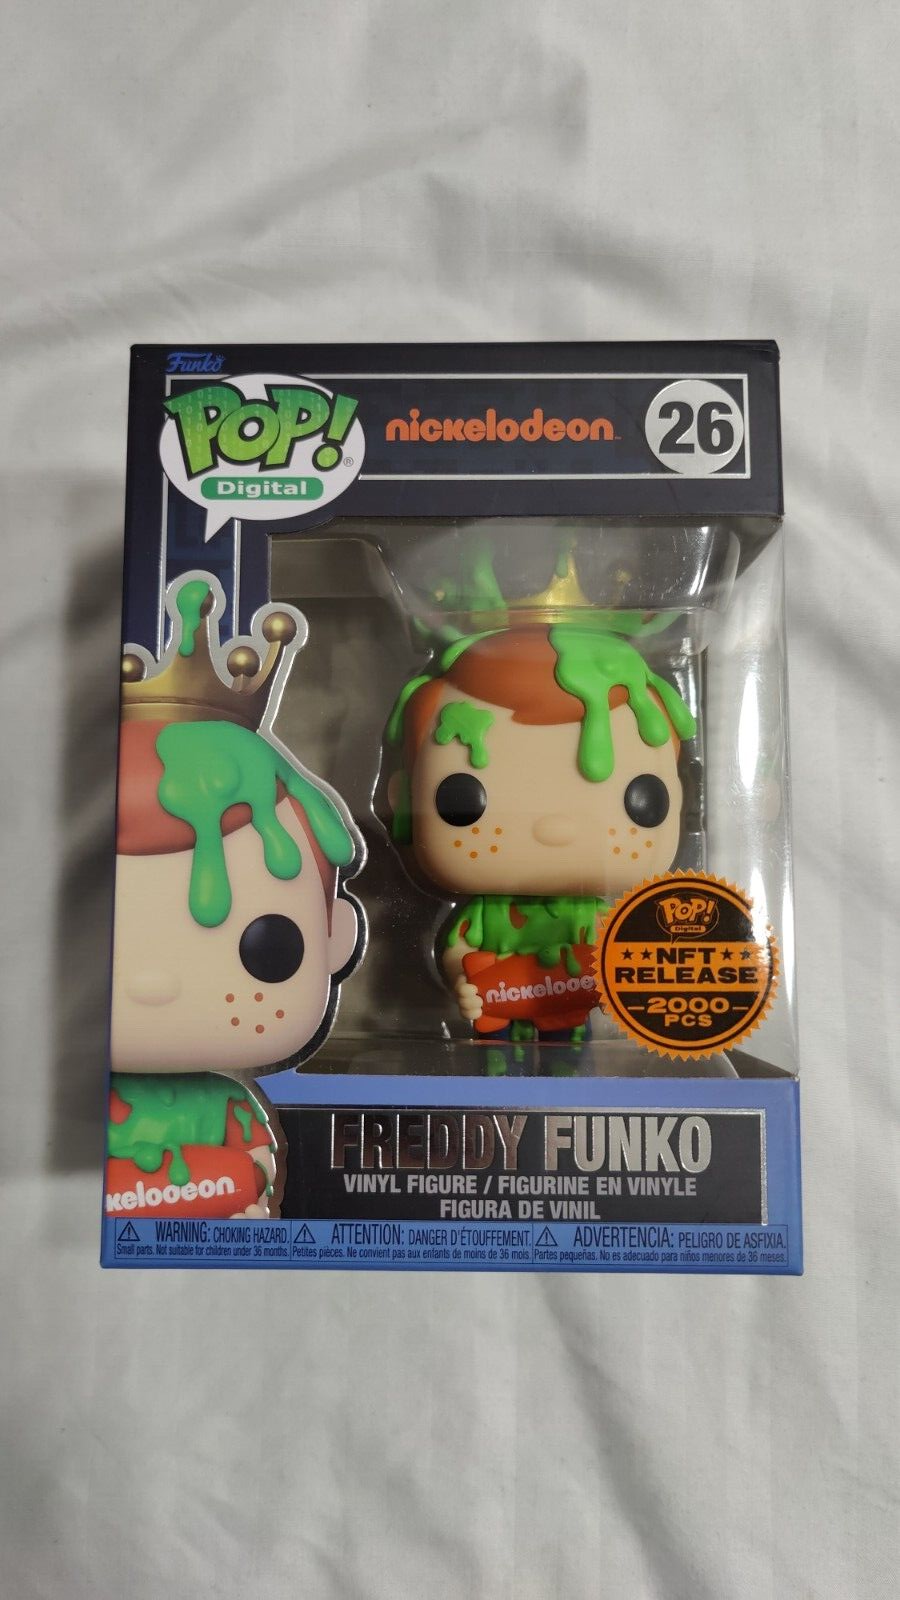 Funko
POP!®
Digital
nickelodeon™
26
nickelodeo
POP!
Digital
★★NFT★★
RELEASE
-2000-
PCS
kelodeon™
FREDDY FUNKO
VINYL FIGURE / FIGURINE EN VINYLE
FIGURA DE VINIL
⚠ WARNING: CHOKING HAZARD.
Small parts. Not suitable for children under 36 months.
⚠ ATTENTION: DANGER D'ÉTOUFFEMENT.
Petites pièces. Ne convient pas aux enfants de moins de 36 mois.
⚠ ADVERTENCIA: PELIGRO DE ASFIXIA.
Partes pequeñas. No es adecuado para niños menores de 36 meses.